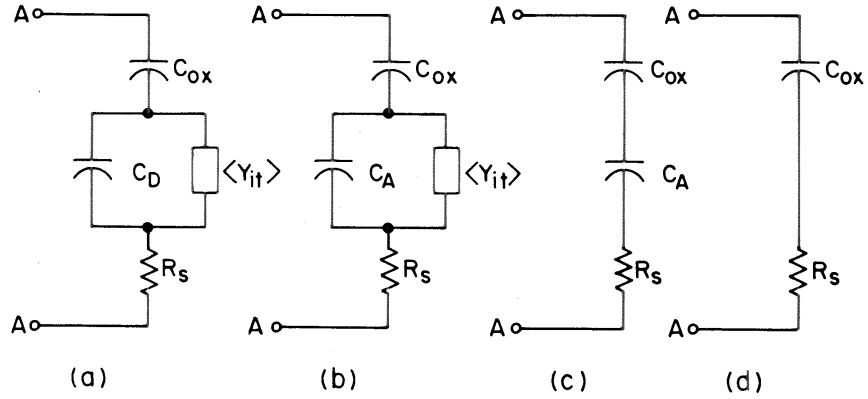 A A A A
Cox Cox Cox Cox
CD <Yit> CA <Yit> CA
Rs Rs Rs Rs
A A A A
(a) (b) (c) (d)